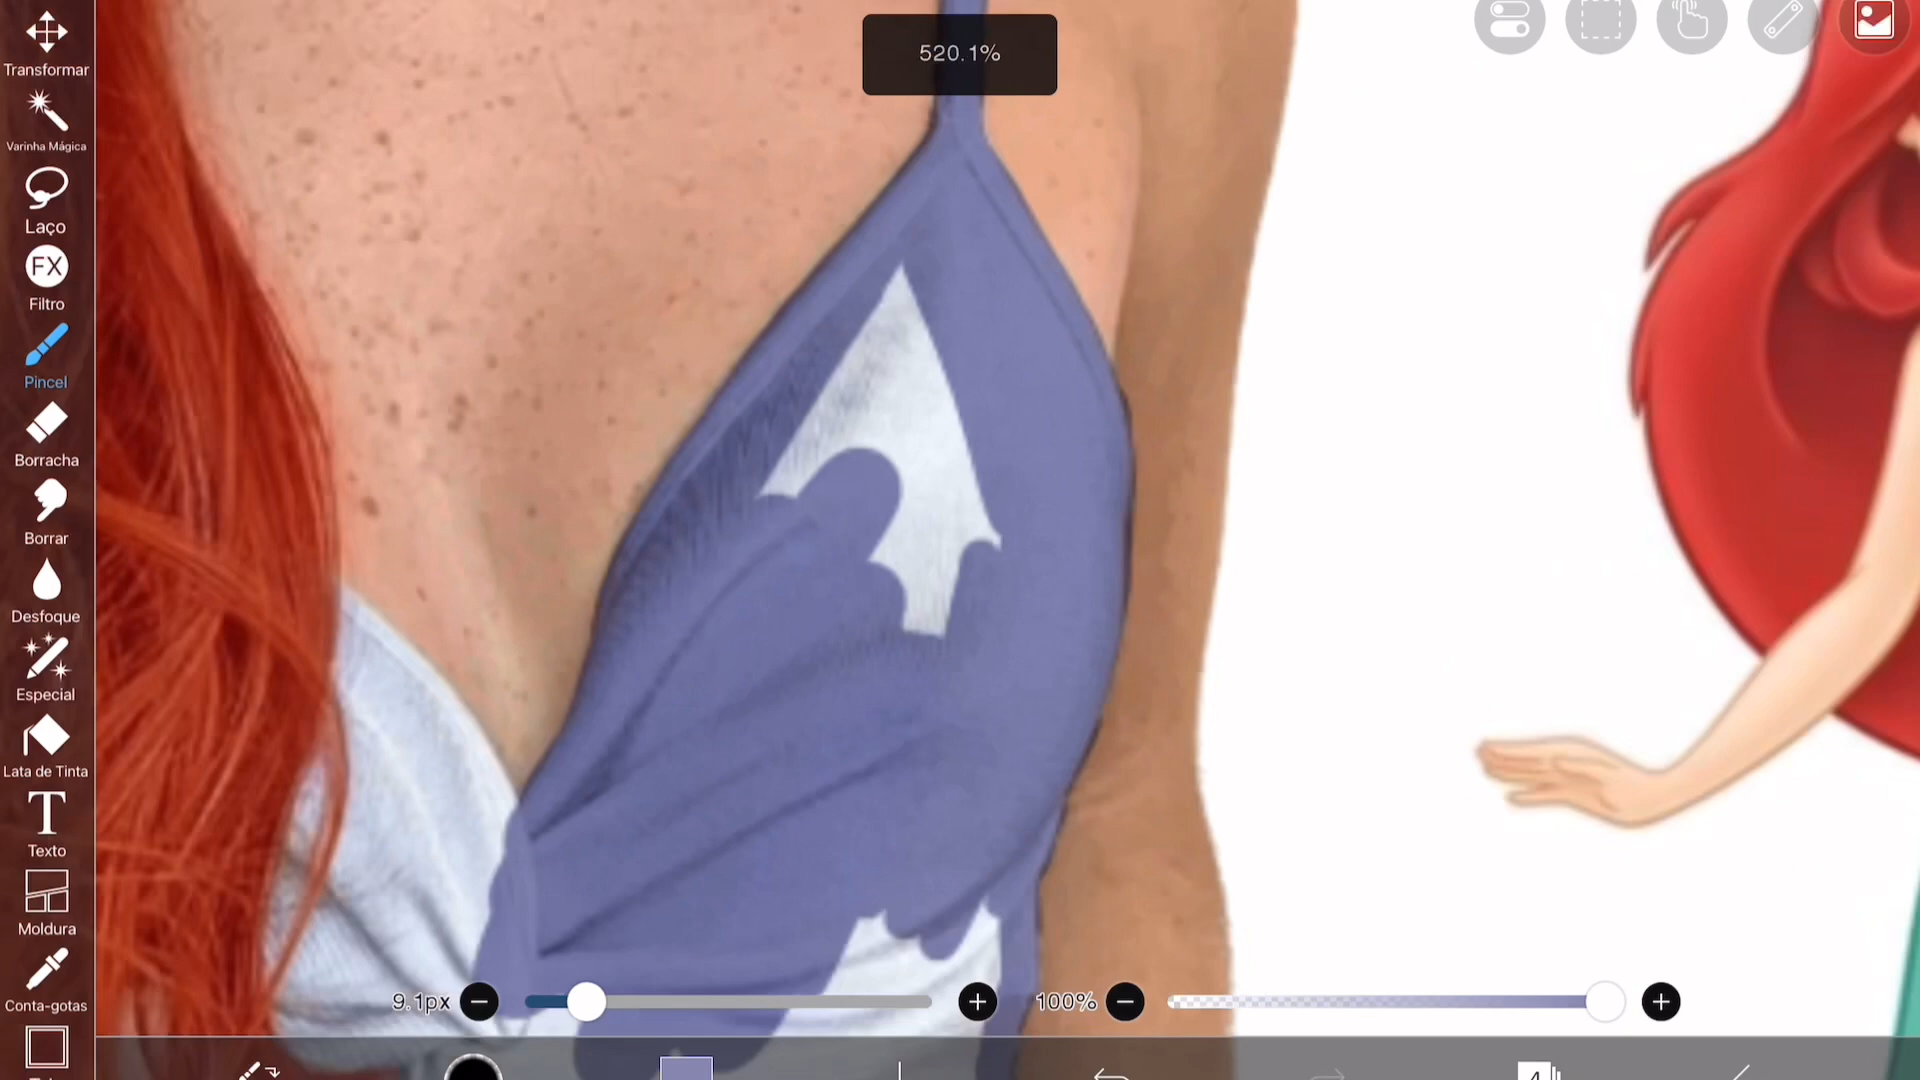 520.1%
Transformar
Varinha Mágica
Laço
FX
Filtro
Pincel
Borracha
Borrar
Desfoque
Especial
Lata de Tinta
T
Texto
Moldura
Conta-gotas
9.1px
100%
4